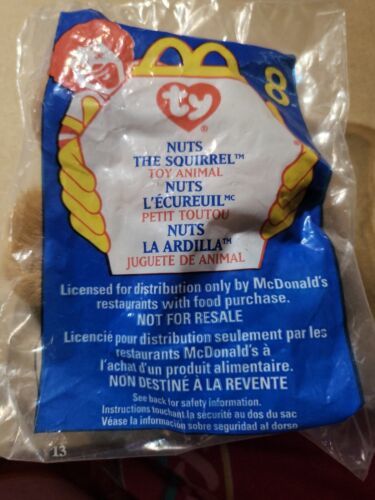 8
ty®
NUTS
THE SQUIRREL™
TOY ANIMAL
NUTS
L'ÉCUREUIL MC
PETIT TOUTOU
NUTS
LA ARDILLA™
JUGUETE DE ANIMAL
Licensed for distribution only by McDonald's
restaurants with food purchase.
NOT FOR RESALE
Licencié pour distribution seulement par les
restaurants McDonald's à
l'achat d'un produit alimentaire.
NON DESTINÉ À LA REVENTE
See back for safety information.
Instructions touchant la sécurité au dos du sac
Véase la información sobre seguridad al dorso
13